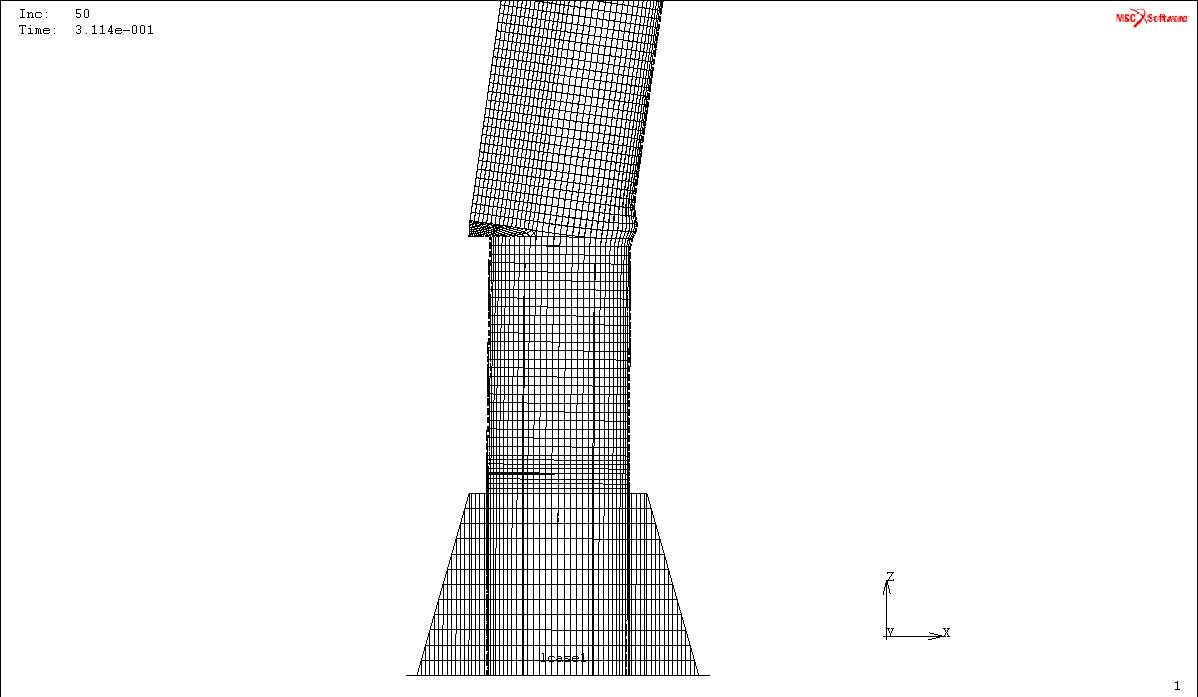 Inc: 50
Time: 3.114e-001
MSC Software
Z
Y X
lcase1
1